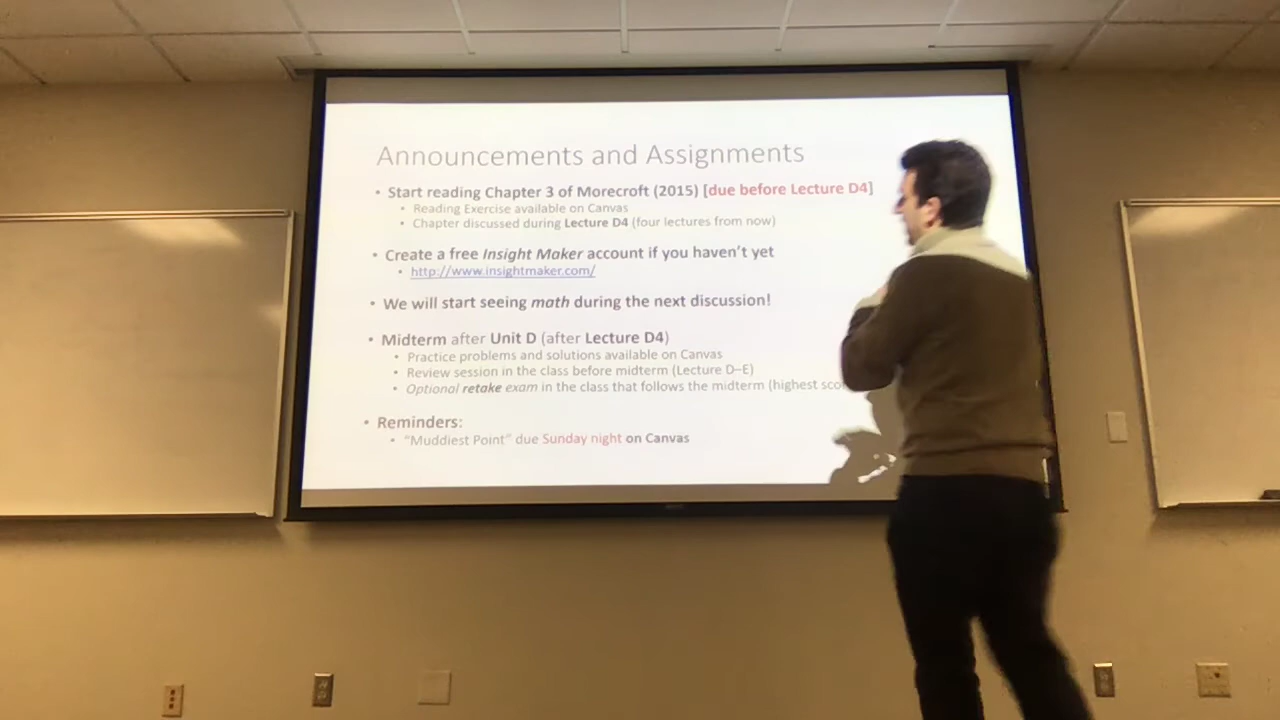 Announcements and Assignments
• Start reading Chapter 3 of Morecroft (2015) [due before Lecture D4]
• Reading Exercise available on Canvas
• Chapter discussed during Lecture D4 (four lectures from now)
• Create a free Insight Maker account if you haven't yet
• http://www.insightmaker.com/
• We will start seeing math during the next discussion!
• Midterm after Unit D (after Lecture D4)
• Practice problems and solutions available on Canvas
• Review session in the class before midterm (Lecture D–E)
• Optional retake exam in the class that follows the midterm (highest
• Reminders:
• "Muddiest Point" due Sunday night on Canvas